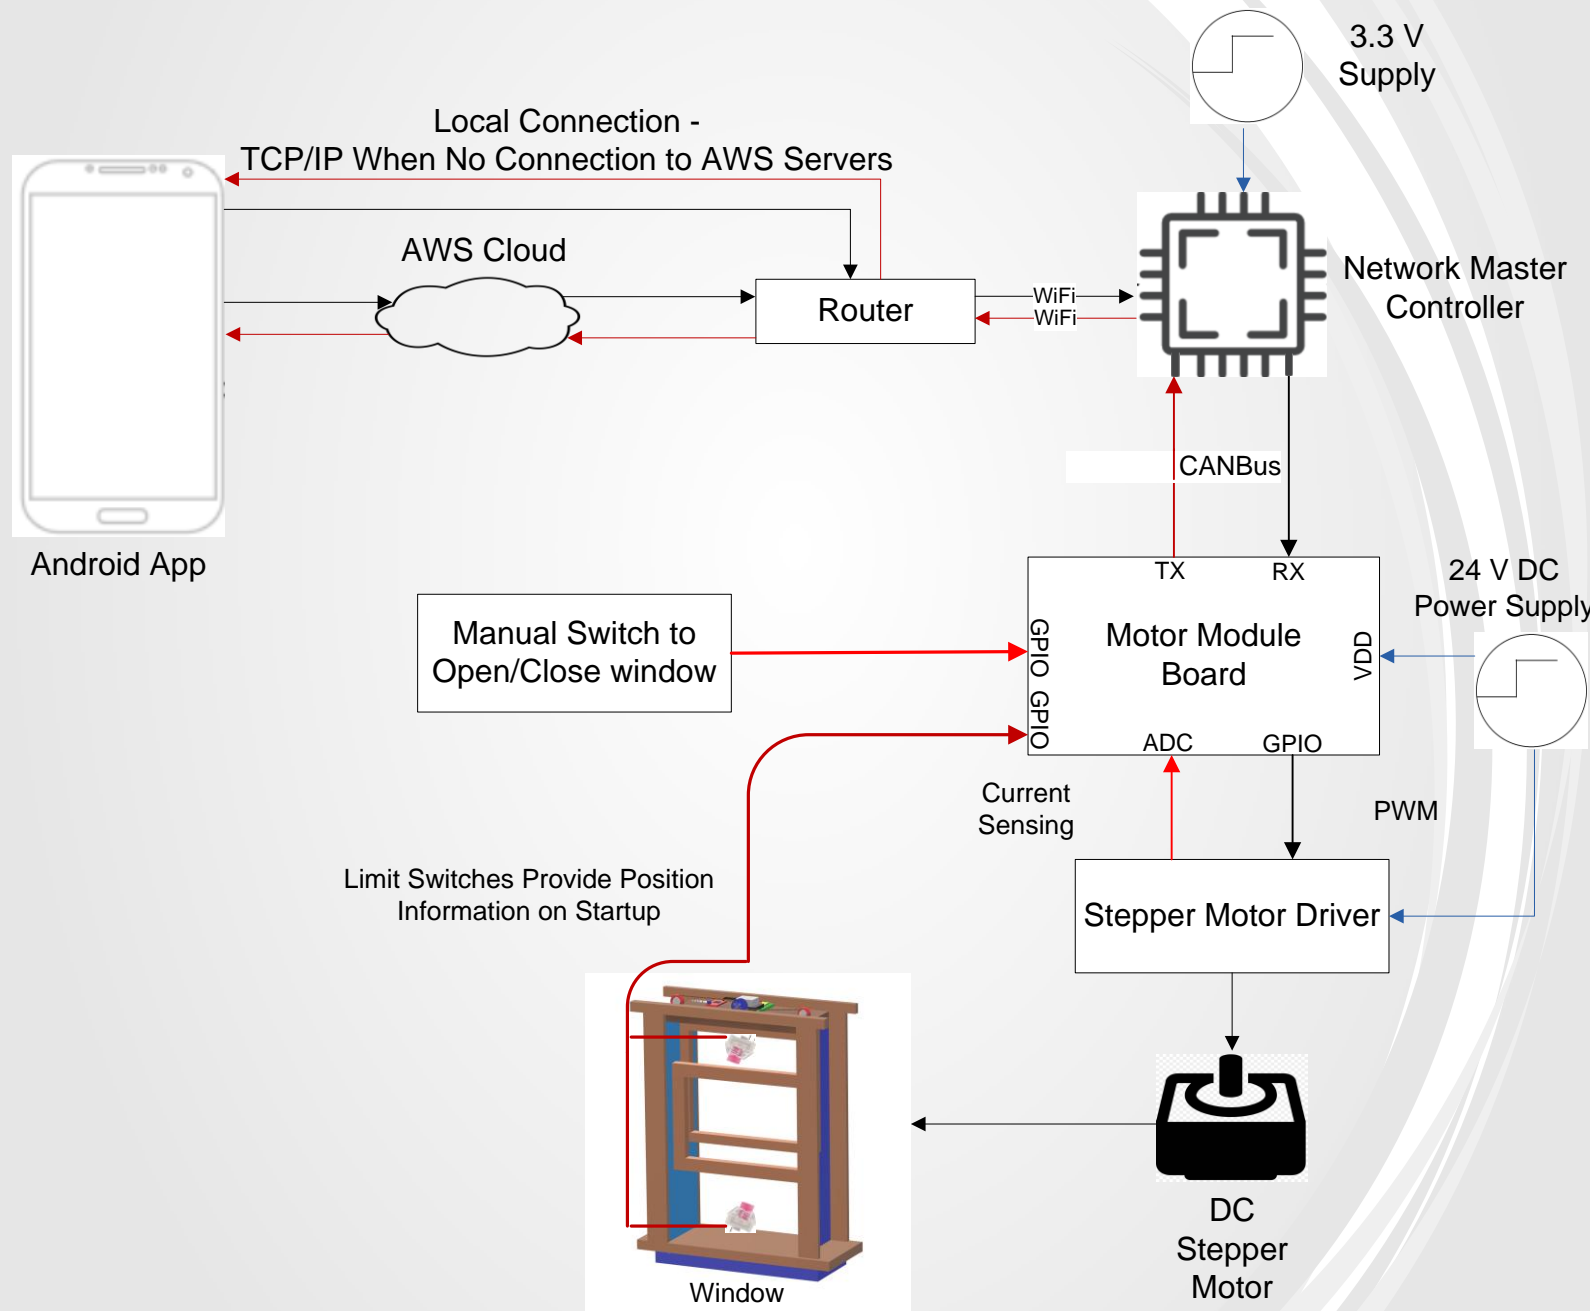 3.3 V
Supply
Local Connection -
TCP/IP When No Connection to AWS Servers
AWS Cloud
Router
WiFi
WiFi
Network Master
Controller
CANBus
Android App
TX
RX
24 V DC
Power Supply
Manual Switch to
Open/Close window
GPIO
Motor Module
Board
VDD
GPIO
ADC
GPIO
Current
Sensing
PWM
Limit Switches Provide Position
Information on Startup
Stepper Motor Driver
DC
Stepper
Motor
Window